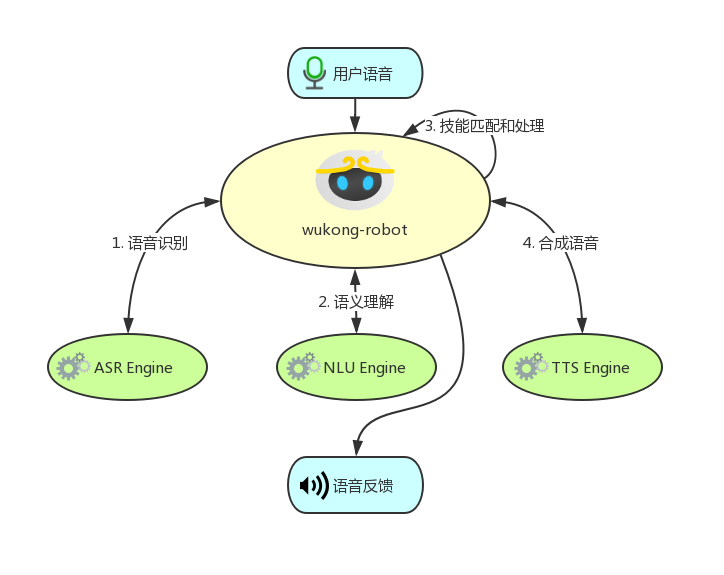 用户语音
3. 技能匹配和处理
wukong-robot
1. 语音识别
4. 合成语音
2. 语义理解
ASR Engine
NLU Engine
TTS Engine
语音反馈